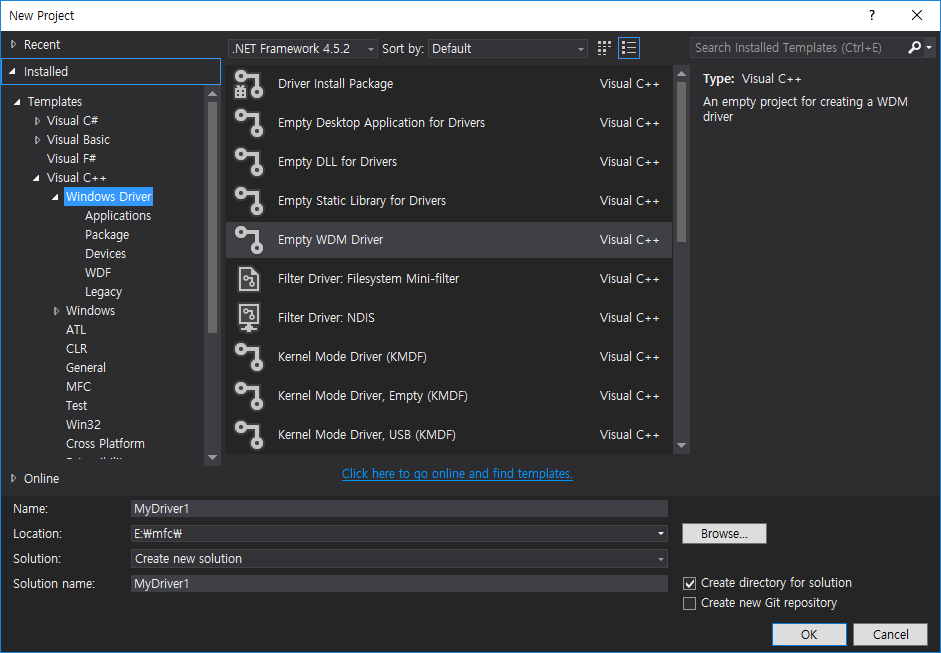 New Project
?
Recent
Installed
Templates
Visual C#
Visual Basic
Visual F#
Visual C++
Windows Driver
Applications
Package
Devices
WDF
Legacy
Windows
ATL
CLR
General
MFC
Test
Win32
Cross Platform
Online
.NET Framework 4.5.2 Sort by: Default
Driver Install Package Visual C++
Empty Desktop Application for Drivers Visual C++
Empty DLL for Drivers Visual C++
Empty Static Library for Drivers Visual C++
Empty WDM Driver Visual C++
Filter Driver: Filesystem Mini-filter Visual C++
Filter Driver: NDIS Visual C++
Kernel Mode Driver (KMDF) Visual C++
Kernel Mode Driver, Empty (KMDF) Visual C++
Kernel Mode Driver, USB (KMDF) Visual C++
Click here to go online and find templates.
Search Installed Templates (Ctrl+E)
Type: Visual C++
An empty project for creating a WDM
driver
Name: MyDriver1
Location: E:₩mfc₩
Browse...
Solution: Create new solution
Solution name: MyDriver1
Create directory for solution
Create new Git repository
OK Cancel